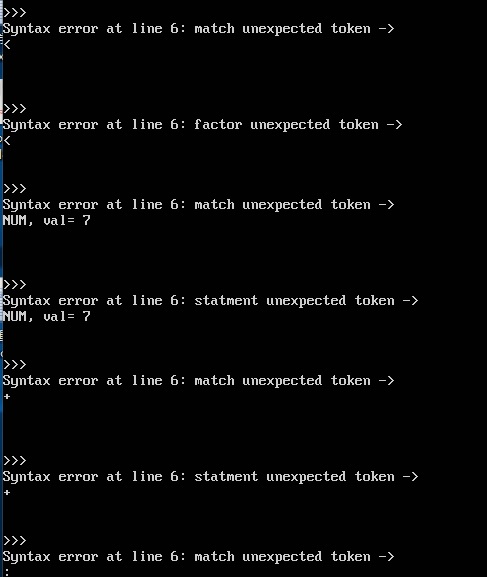 >>>
Syntax error at line 6: match unexpected token ->
<
>>>
Syntax error at line 6: factor unexpected token ->
<
>>>
Syntax error at line 6: match unexpected token ->
NUM, val= 7
>>>
Syntax error at line 6: statment unexpected token ->
NUM, val= 7
>>>
Syntax error at line 6: match unexpected token ->
+
>>>
Syntax error at line 6: statment unexpected token ->
+
>>>
Syntax error at line 6: match unexpected token ->